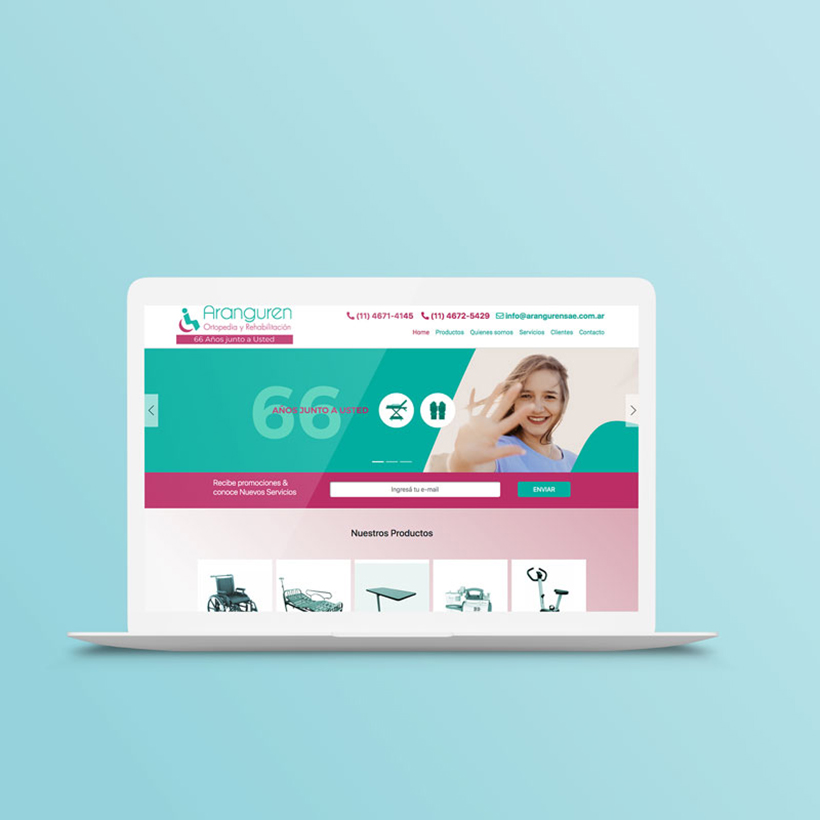 Aranguren
Ortopedia y Rehabilitación
66 Años junto a Usted
(11) 4671-4145 (11) 4672-5429 info@arangurensae.com.ar
Home Productos Quienes somos Servicios Clientes Contacto
66
AÑOS JUNTO A USTED
Recibe promociones &
conoce Nuevos Servicios
Ingresá tu e-mail
ENVIAR
Nuestros Productos